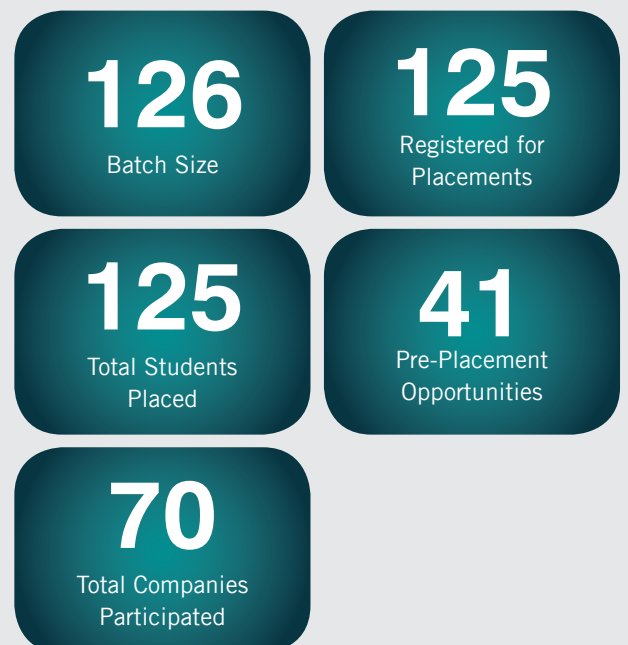 126
Batch Size
125
Registered for
Placements
125
Total Students
Placed
41
Pre-Placement
Opportunities
70
Total Companies
Participated